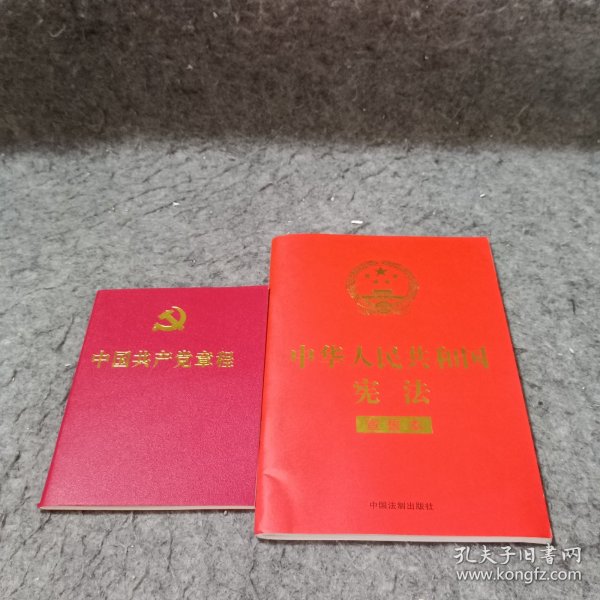 中国共产党章程
中华人民共和国
宪法
中国法制出版社
孔夫子旧书网
www.kongfz.com